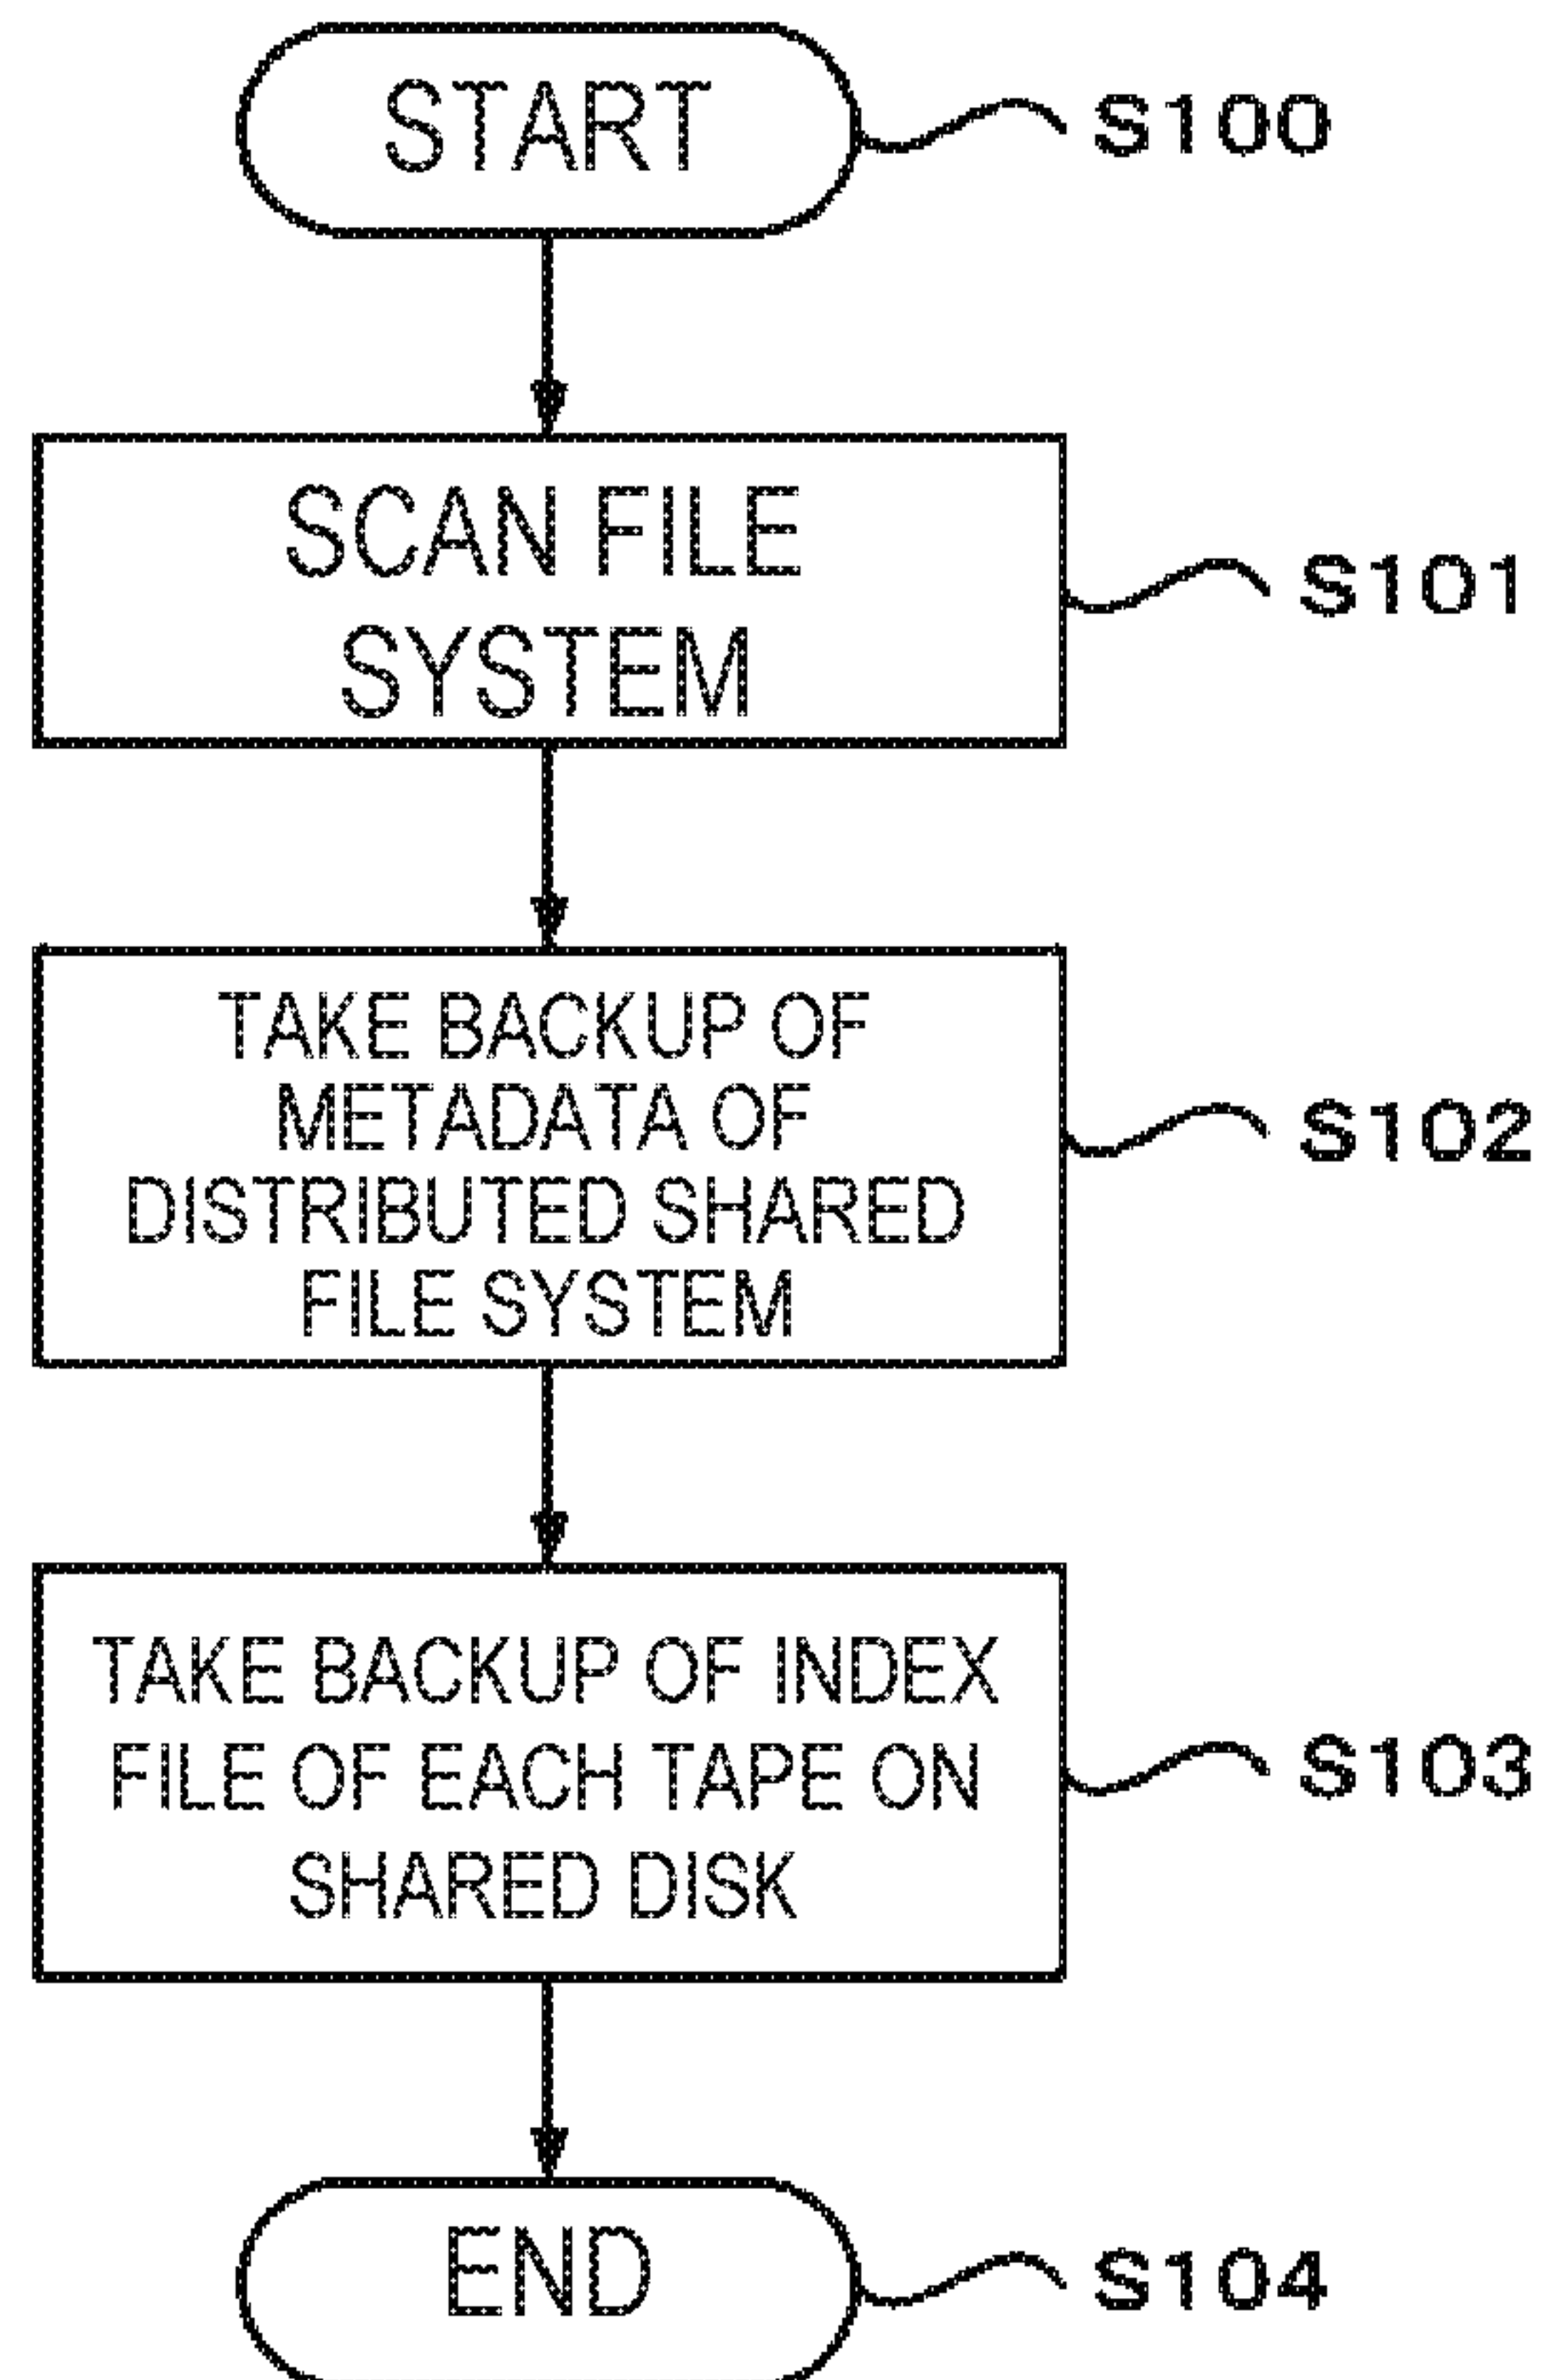 START
S100
SCAN FILE
SYSTEM
S101
TAKE BACKUP OF
METADATA OF
DISTRIBUTED SHARED
FILE SYSTEM
S102
TAKE BACKUP OF INDEX
FILE OF EACH TAPE ON
SHARED DISK
S103
END
S104